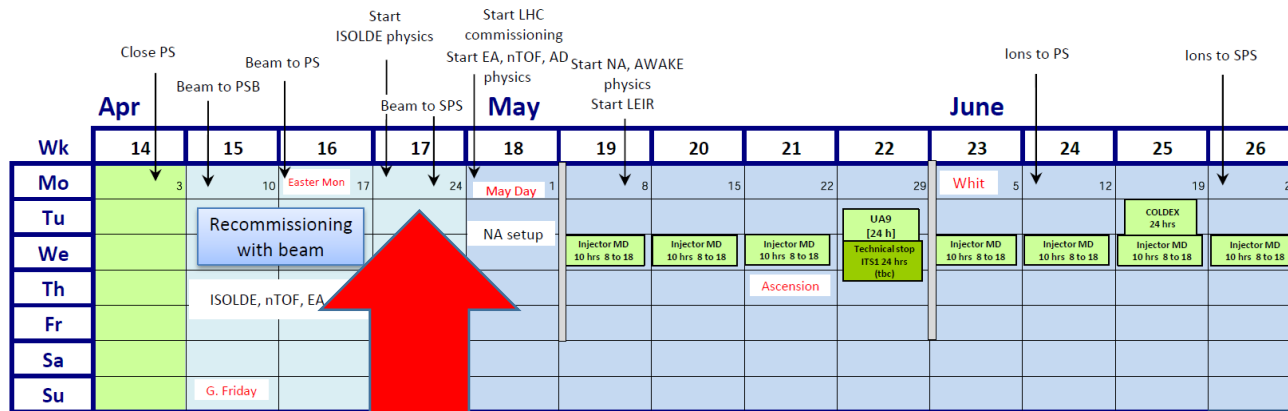 Start
ISOLDE physics
Start LHC
commissioning
Start EA, nTOF, AD
physics
Start NA, AWAKE
physics
Start LEIR
Close PS
Beam to PSB
Beam to PS
Beam to SPS
Ions to PS
Ions to SPS
Apr
May
June
Wk 14 15 16 17 18 19 20 21 22 23 24 25 26
Mo 3 10 Easter Mon 17 24 May Day 1 8 15 22 29 Whit 5 12 19 2
Tu
Recommissioning
with beam
NA setup
UA9
[24 h]
COLDEX
24 hrs
We
Injector MD
10 hrs 8 to 18
Injector MD
10 hrs 8 to 18
Injector MD
10 hrs 8 to 18
Technical stop
ITS1 24 hrs
(tbc)
Injector MD
10 hrs 8 to 18
Injector MD
10 hrs 8 to 18
Injector MD
10 hrs 8 to 18
Injector MD
10 hrs 8 to 18
Th
ISOLDE, nTOF, EA
Ascension
Fr
Sa
Su
G. Friday